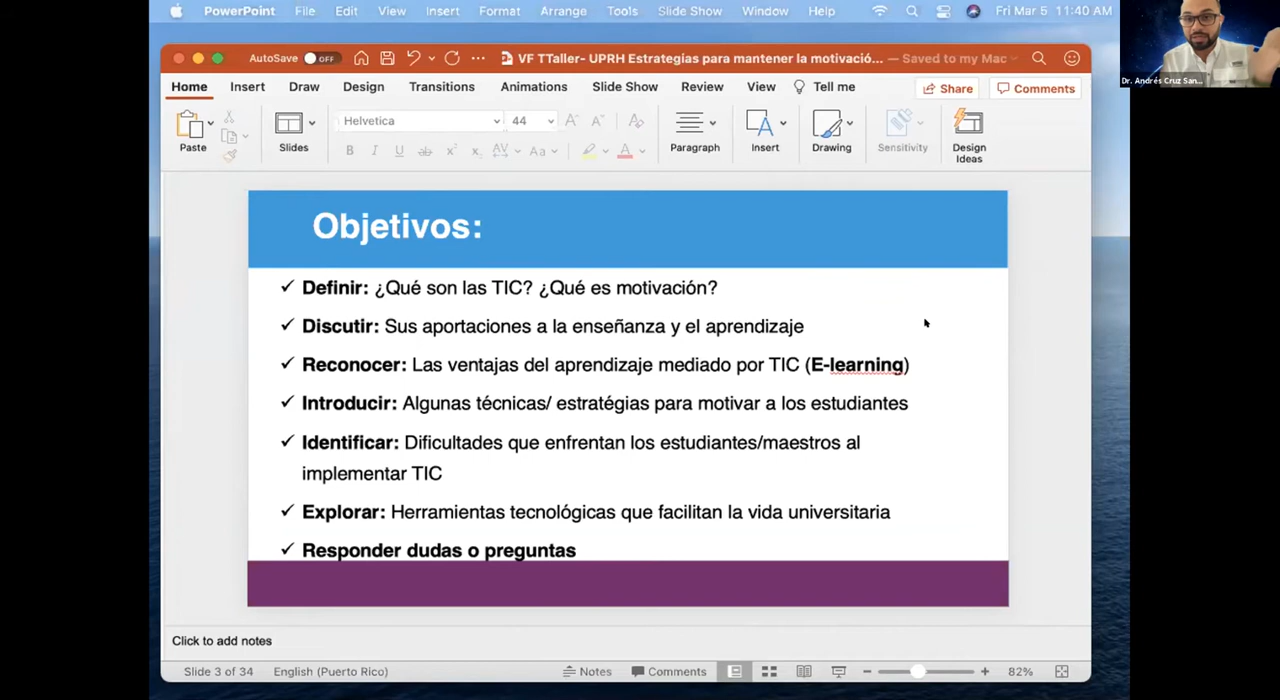 PowerPoint File Edit View Insert Format Arrange Tools Slide Show Window Help Fri Mar 5 11:40 AM
Dr. Andrés Cruz San...
AutoSave OFF VF TTaller- UPRH Estrategias para mantener la motivació... — Saved to my Mac
Home Insert Draw Design Transitions Animations Slide Show Review View Tell me Share Comments
Helvetica 44
Paste Slides Paragraph Insert Drawing Sensitivity Design
Ideas
Objetivos:
✓ Definir: ¿Qué son las TIC? ¿Qué es motivación?
✓ Discutir: Sus aportaciones a la enseñanza y el aprendizaje
✓ Reconocer: Las ventajas del aprendizaje mediado por TIC (E-learning)
✓ Introducir: Algunas técnicas/ estratégias para motivar a los estudiantes
✓ Identificar: Dificultades que enfrentan los estudiantes/maestros al
implementar TIC
✓ Explorar: Herramientas tecnológicas que facilitan la vida universitaria
✓ Responder dudas o preguntas
Click to add notes
Slide 3 of 34 English (Puerto Rico) Notes Comments 82%